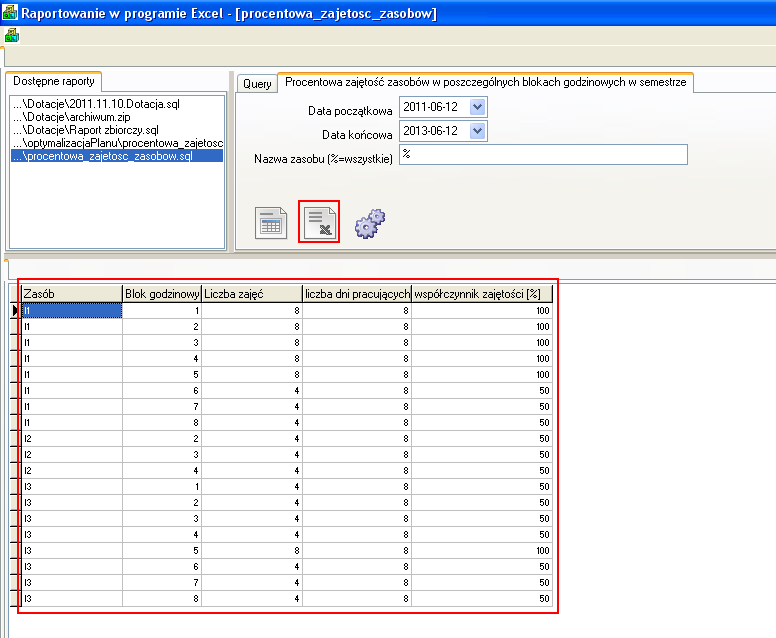 Raportowanie w programie Excel - [procentowa_zajetosc_zasobow]
Dostępne raporty
...\Dotacje\2011.11.10.Dotacja.sql
...\Dotacje\archiwum.zip
...\Dotacje\Raport zbiorczy.sql
...\optymalizacjaPlanu\procentowa_zajetosc
...\procentowa_zajetosc_zasobow.sql
Query
Procentowa zajętość zasobów w poszczególnych blokach godzinowych w semestrze
Data początkowa 2011-06-12
Data końcowa 2013-06-12
Nazwa zasobu (%=wszystkie) %
Zasób Blok godzinowy Liczba zajęć liczba dni pracujących współczynnik zajętości [%]
I1 1 8 8 100
I1 2 8 8 100
I1 3 8 8 100
I1 4 8 8 100
I1 5 8 8 100
I1 6 4 8 50
I1 7 4 8 50
I1 8 4 8 50
I2 2 4 8 50
I2 3 4 8 50
I2 4 4 8 50
I3 1 4 8 50
I3 2 4 8 50
I3 3 4 8 50
I3 4 4 8 50
I3 5 8 8 100
I3 6 4 8 50
I3 7 4 8 50
I3 8 4 8 50